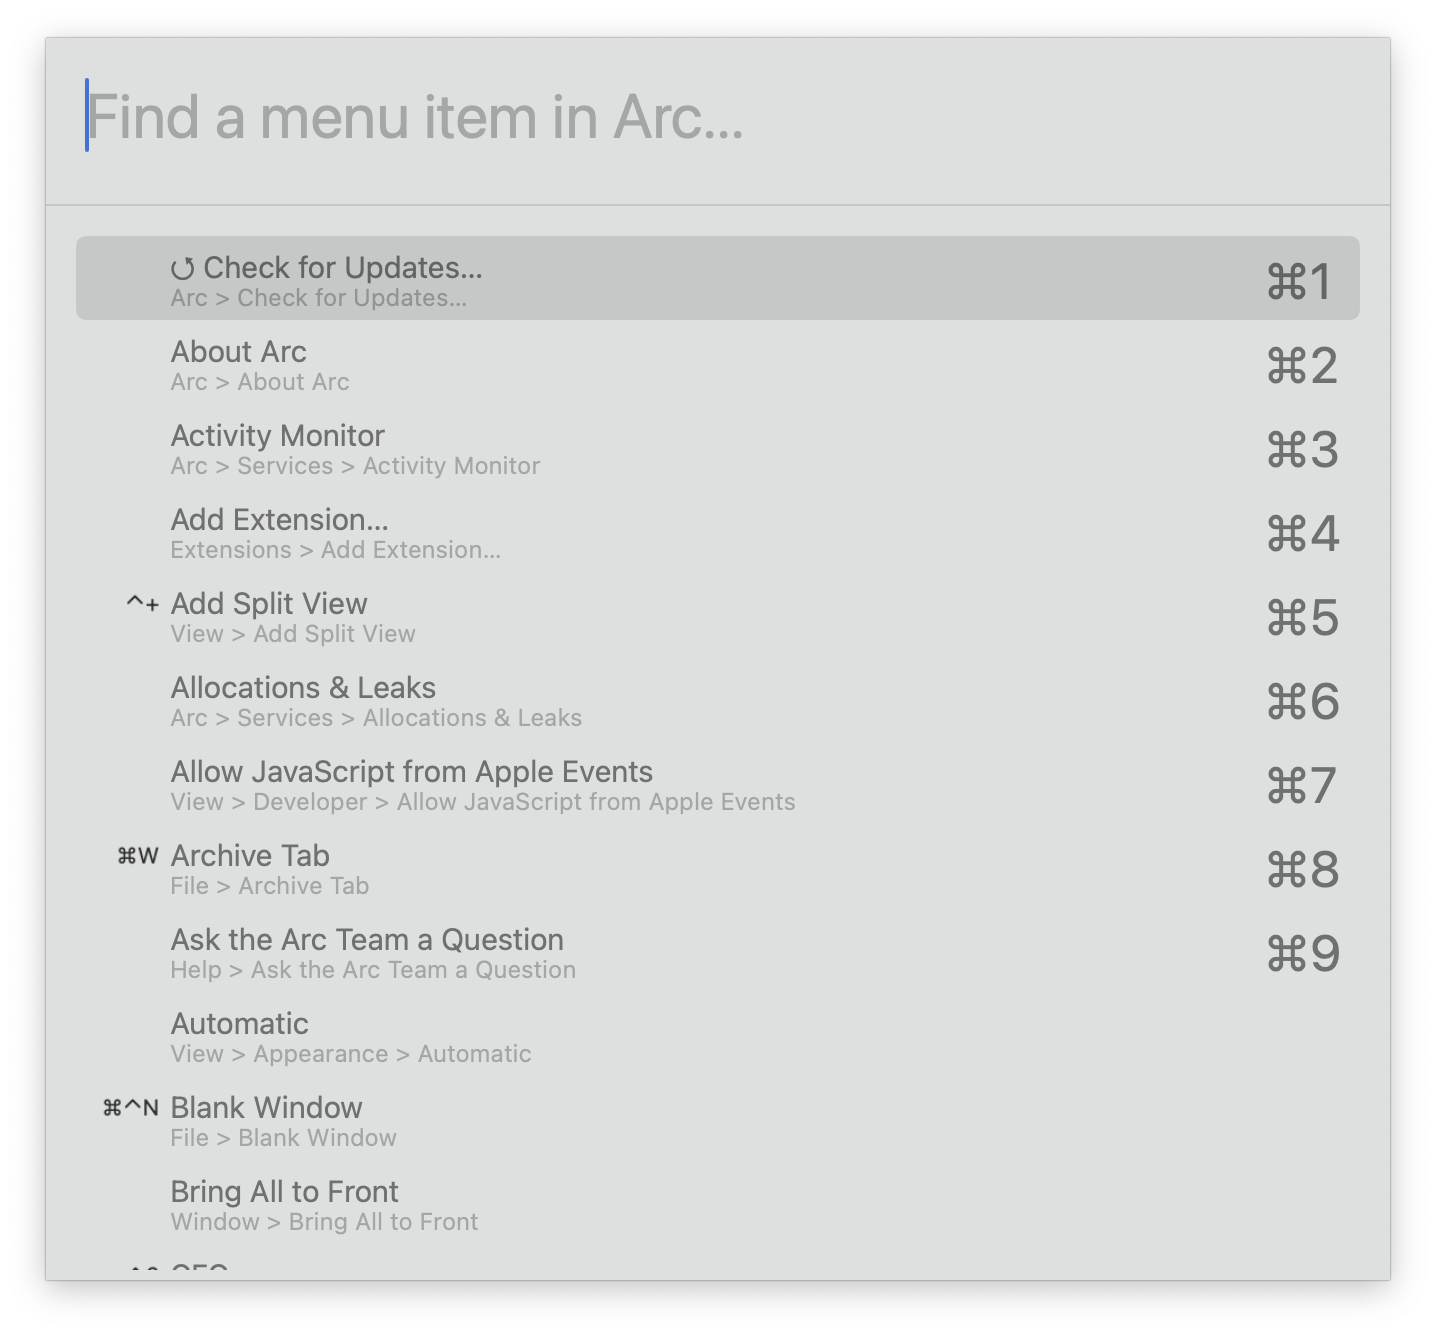 Find a menu item in Arc...
Check for Updates...
⌘1
Arc > Check for Updates...
About Arc
⌘2
Arc > About Arc
Activity Monitor
⌘3
Arc > Services > Activity Monitor
Add Extension...
⌘4
Extensions > Add Extension...
^+ Add Split View
⌘5
View > Add Split View
Allocations & Leaks
⌘6
Arc > Services > Allocations & Leaks
Allow JavaScript from Apple Events
⌘7
View > Developer > Allow JavaScript from Apple Events
⌘W Archive Tab
⌘8
File > Archive Tab
Ask the Arc Team a Question
⌘9
Help > Ask the Arc Team a Question
Automatic
View > Appearance > Automatic
⌘^N Blank Window
File > Blank Window
Bring All to Front
Window > Bring All to Front